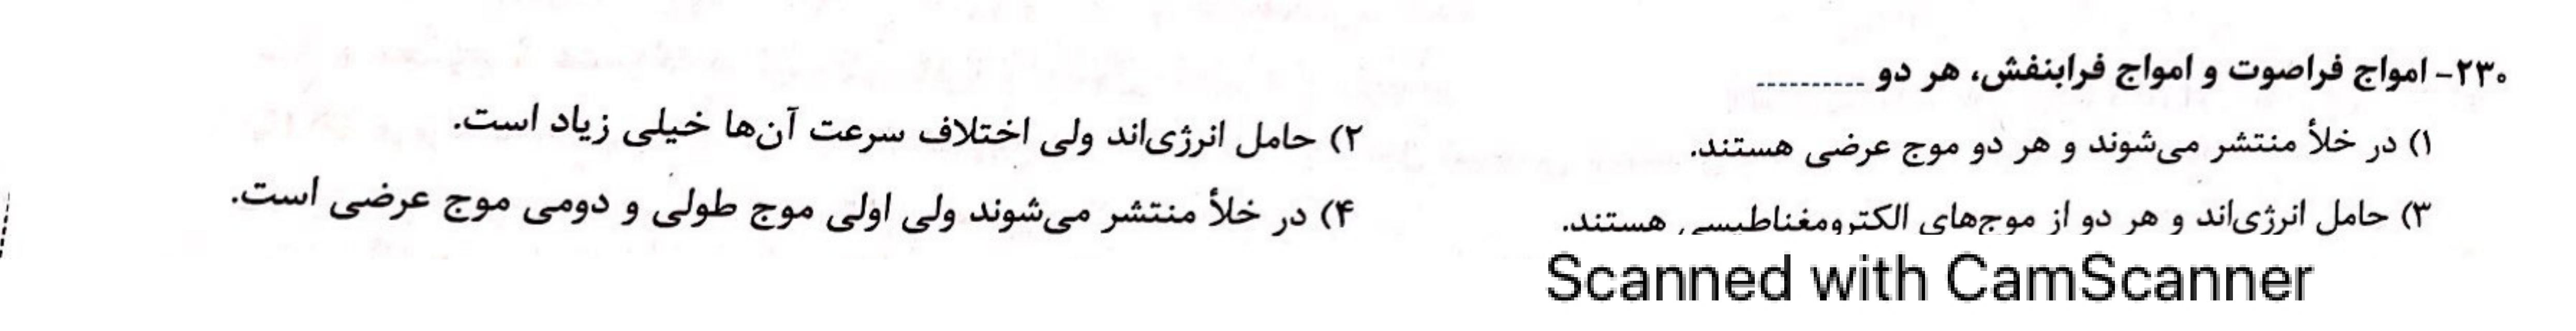 ۲۳۰- امواج فراصوت و امواج فرابنفش، هر دو ...........
۱) در خلأ منتشر می‌شوند و هر دو موج عرضی هستند.
۲) حامل انرژی‌اند ولی اختلاف سرعت آن‌ها خیلی زیاد است.
۳) حامل انرژی‌اند و هر دو از موج‌های الکترومغناطیسی هستند.
۴) در خلأ منتشر می‌شوند ولی اولی موج طولی و دومی موج عرضی است.
Scanned with CamScanner